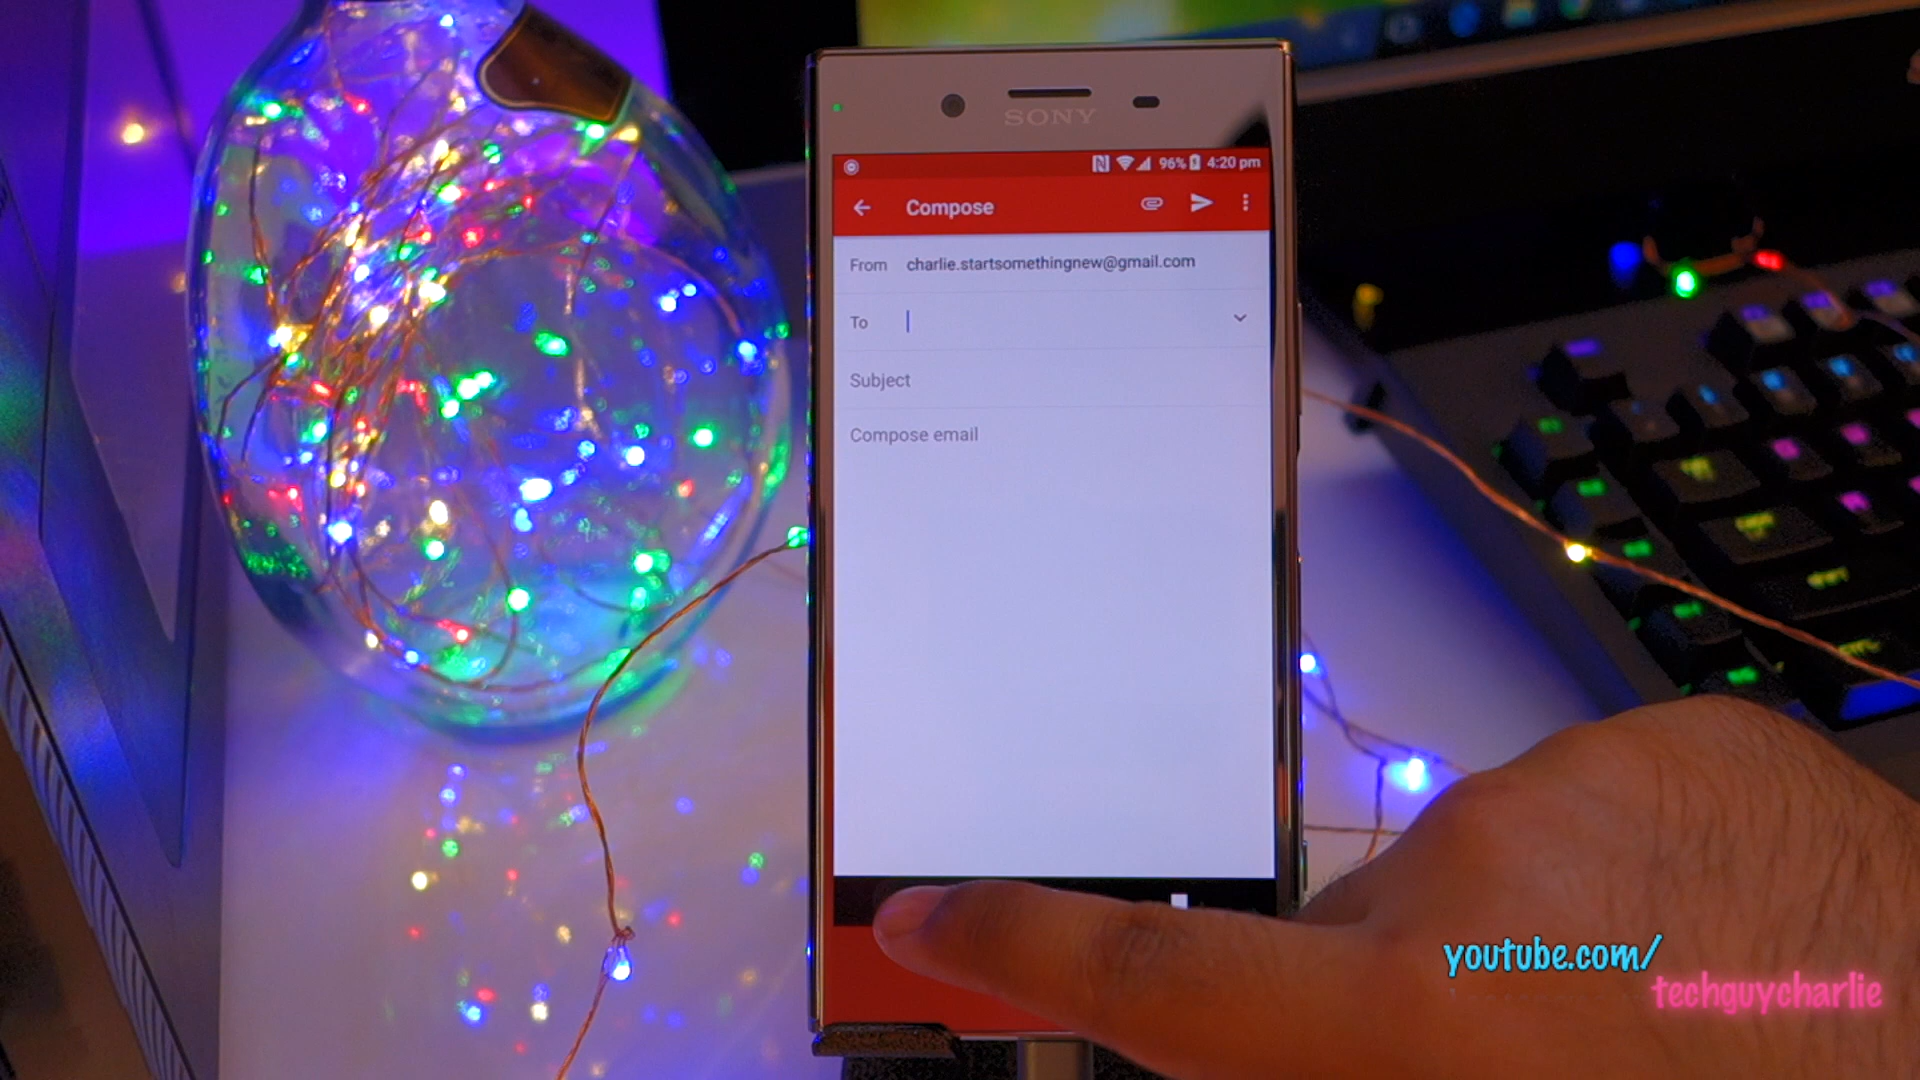 SONY
96% 4:20 pm
Compose
From charlie.startsomethingnew@gmail.com
To
Subject
Compose email
youtube.com/
techguycharlie